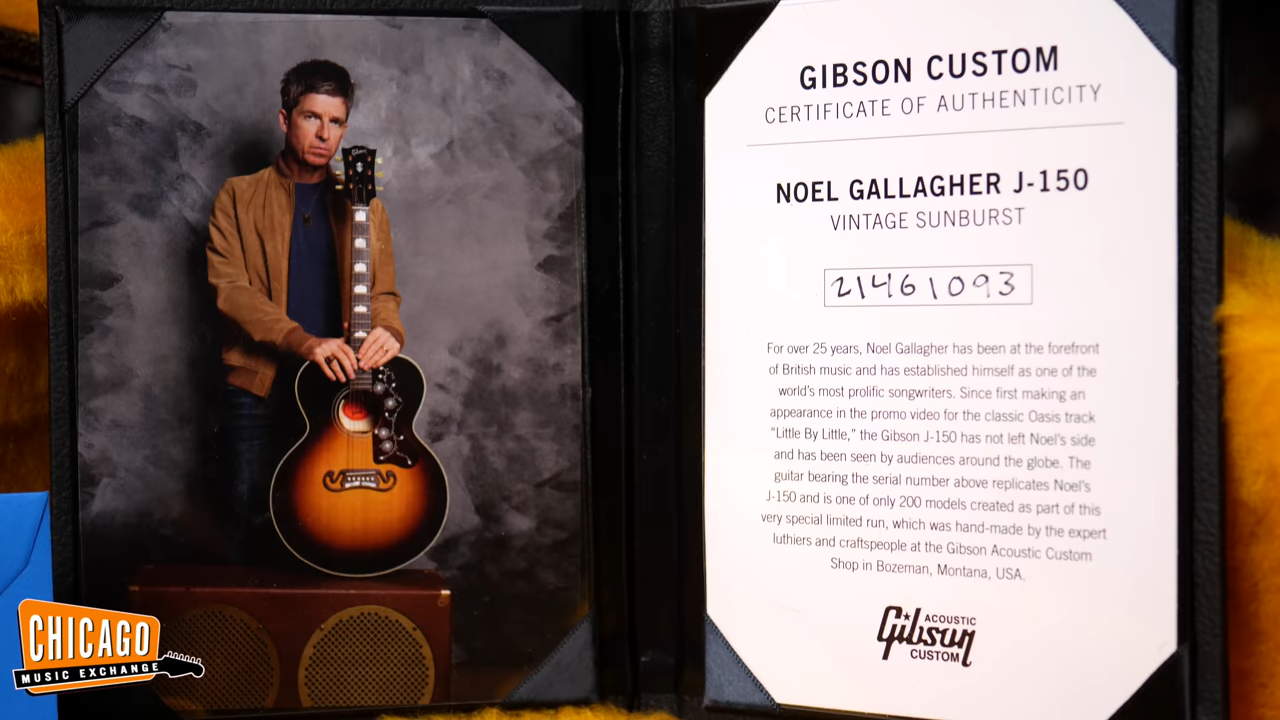 Gibson
GIBSON CUSTOM
CERTIFICATE OF AUTHENTICITY
NOEL GALLAGHER J-150
VINTAGE SUNBURST
21461093
For over 25 years, Noel Gallagher has been at the forefront
of British music and has established himself as one of the
world's most prolific songwriters. Since first making an
appearance in the promo video for the classic Oasis track
"Little By Little," the Gibson J-150 has not left Noel's side
and has been seen by audiences around the globe. The
guitar bearing the serial number above replicates Noel's
J-150 and is one of only 200 models created as part of this
very special limited run, which was hand-made by the expert
luthiers and craftspeople at the Gibson Acoustic Custom
Shop in Bozeman, Montana, USA.
ACOUSTIC
Gibson
CUSTOM
CHICAGO
MUSIC EXCHANGE